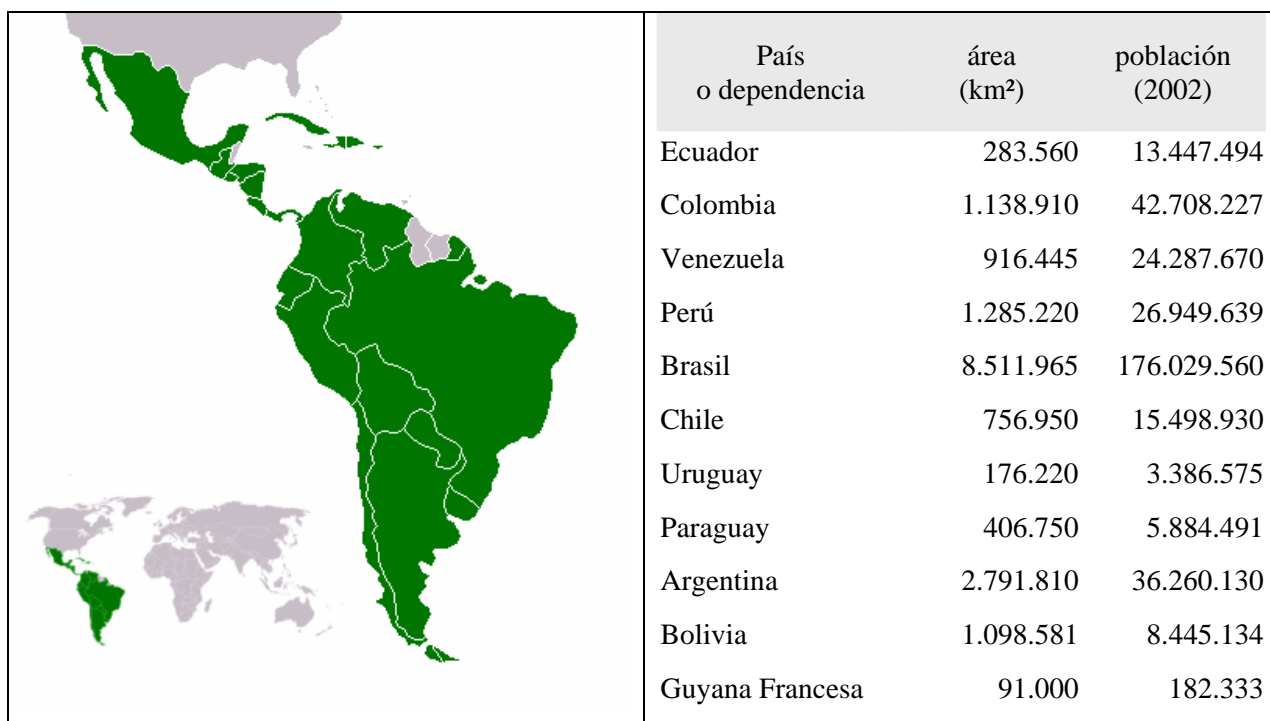 País área población
o dependencia (km²) (2002)
Ecuador 283.560 13.447.494
Colombia 1.138.910 42.708.227
Venezuela 916.445 24.287.670
Perú 1.285.220 26.949.639
Brasil 8.511.965 176.029.560
Chile 756.950 15.498.930
Uruguay 176.220 3.386.575
Paraguay 406.750 5.884.491
Argentina 2.791.810 36.260.130
Bolivia 1.098.581 8.445.134
Guyana Francesa 91.000 182.333